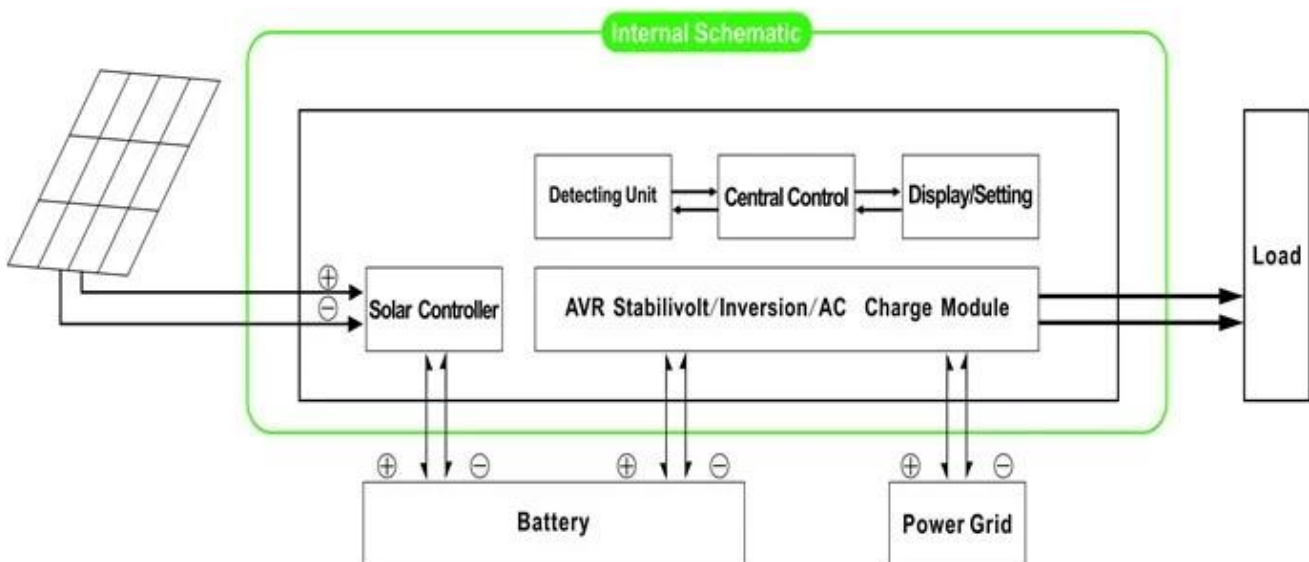 Internal Schematic
Detecting Unit
Central Control
Display/Setting
Load
⊕
⊖
Solar Controller
AVR Stabilivolt/Inversion/AC Charge Module
⊕ ⊖
⊕ ⊖
⊕ ⊖
Battery
Power Grid